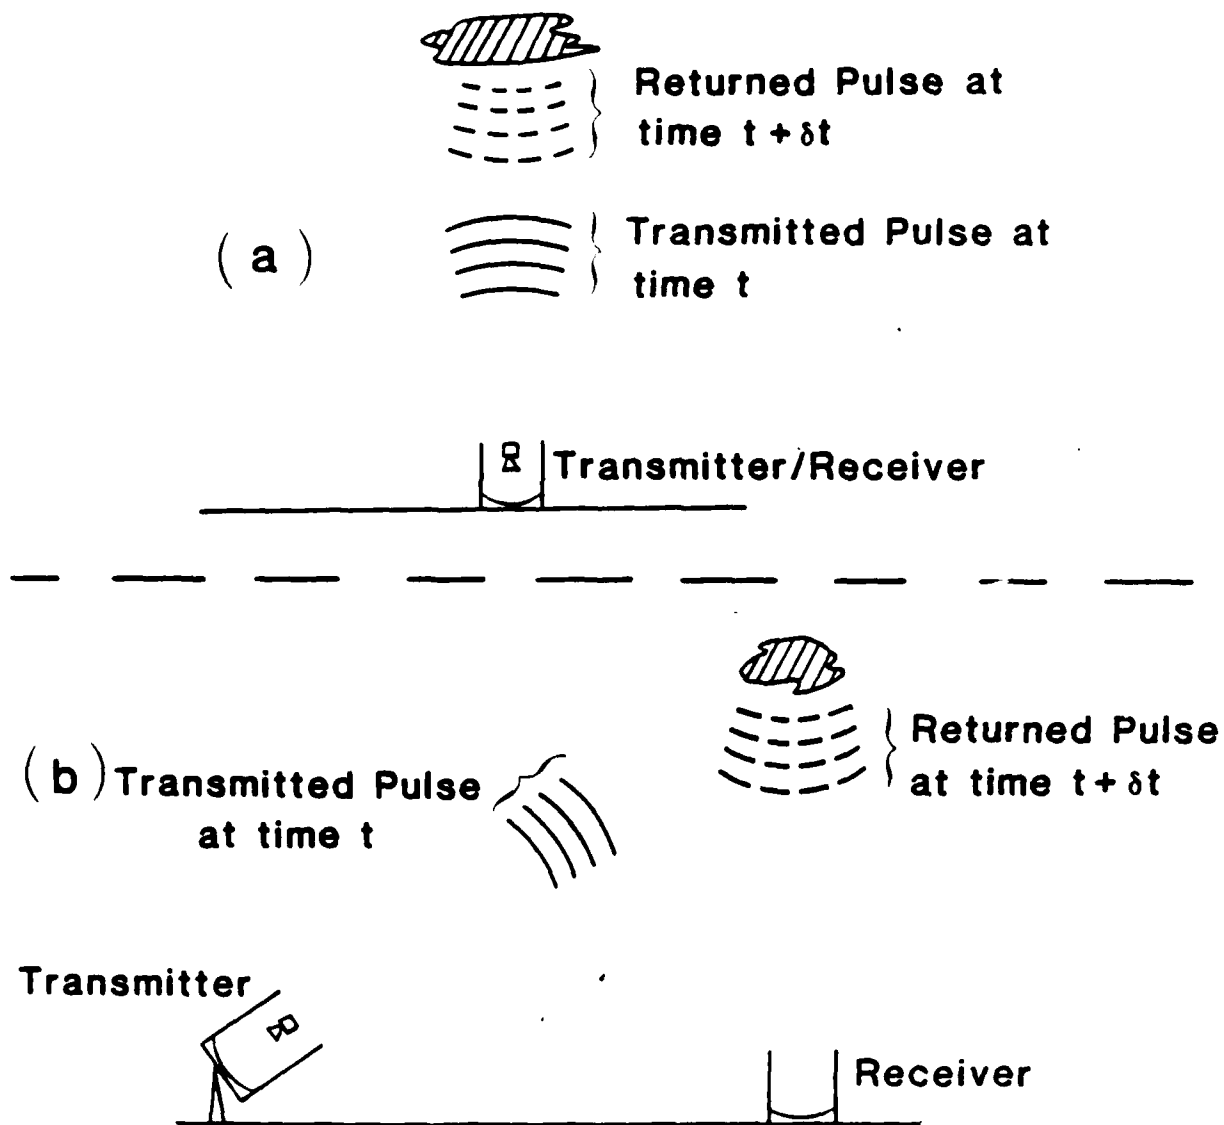 Returned Pulse at
time t + δt
(a)
Transmitted Pulse at
time t
Transmitter/Receiver
Returned Pulse
at time t + δt
(b) Transmitted Pulse
at time t
Transmitter
Receiver